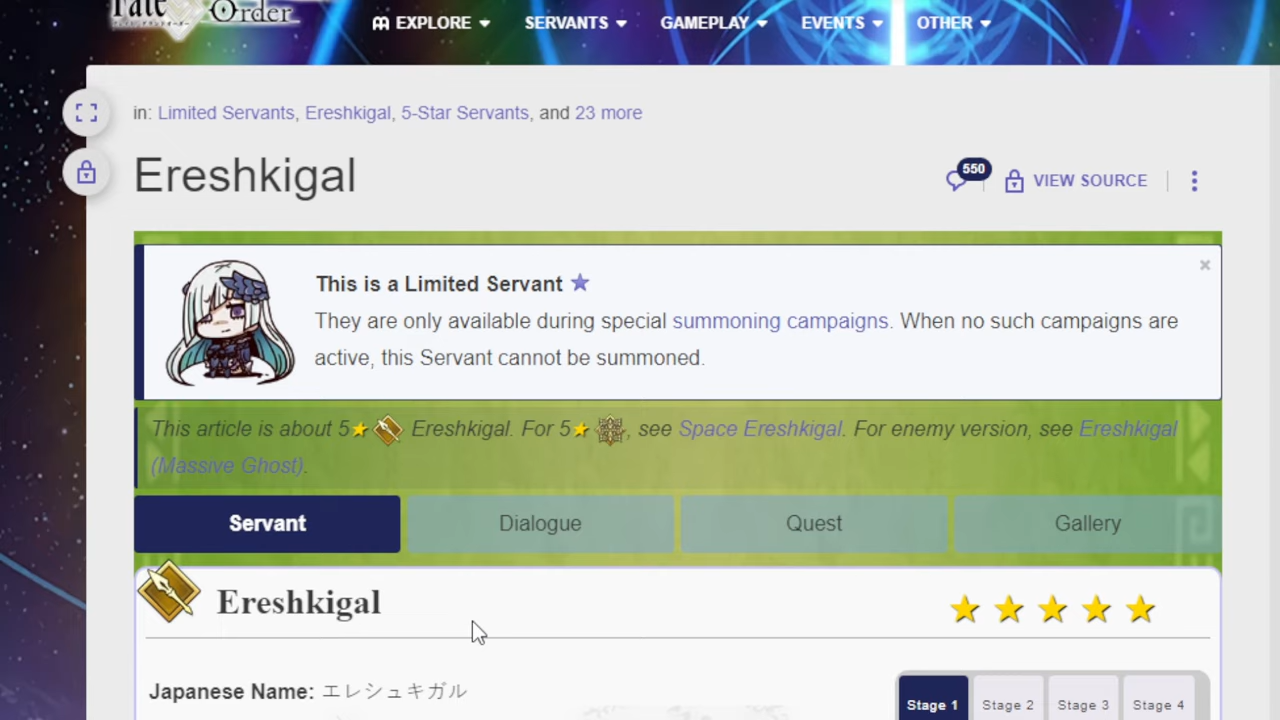 Fate
Order
EXPLORE SERVANTS GAMEPLAY EVENTS OTHER
in: Limited Servants, Ereshkigal, 5-Star Servants, and 23 more
Ereshkigal
550
VIEW SOURCE
This is a Limited Servant
They are only available during special summoning campaigns. When no such campaigns are
active, this Servant cannot be summoned.
This article is about 5★ Ereshkigal. For 5★, see Space Ereshkigal. For enemy version, see Ereshkigal
(Massive Ghost).
Servant Dialogue Quest Gallery
Ereshkigal
Japanese Name: エレシュキガル
Stage 1 Stage 2 Stage 3 Stage 4